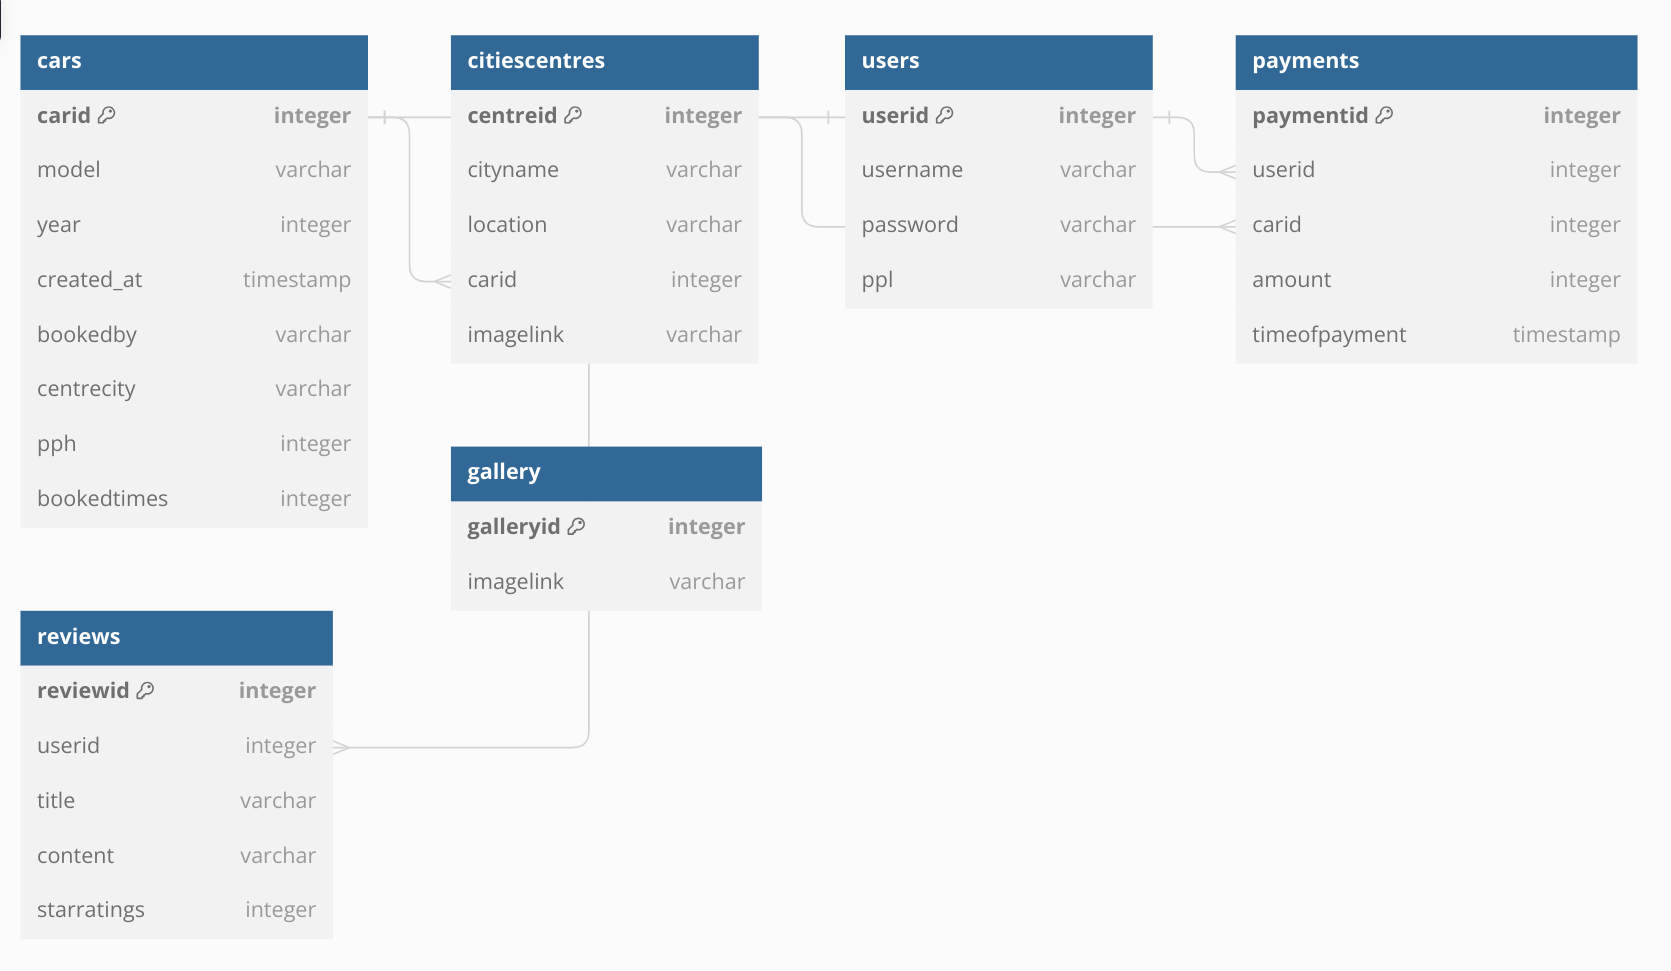 cars
carid integer
model varchar
year integer
created_at timestamp
bookedby varchar
centrecity varchar
pph integer
bookedtimes integer
citiescentres
centreid integer
cityname varchar
location varchar
carid integer
imagelink varchar
users
userid integer
username varchar
password varchar
ppl varchar
payments
paymentid integer
userid integer
carid integer
amount integer
timeofpayment timestamp
gallery
galleryid integer
imagelink varchar
reviews
reviewid integer
userid integer
title varchar
content varchar
starratings integer